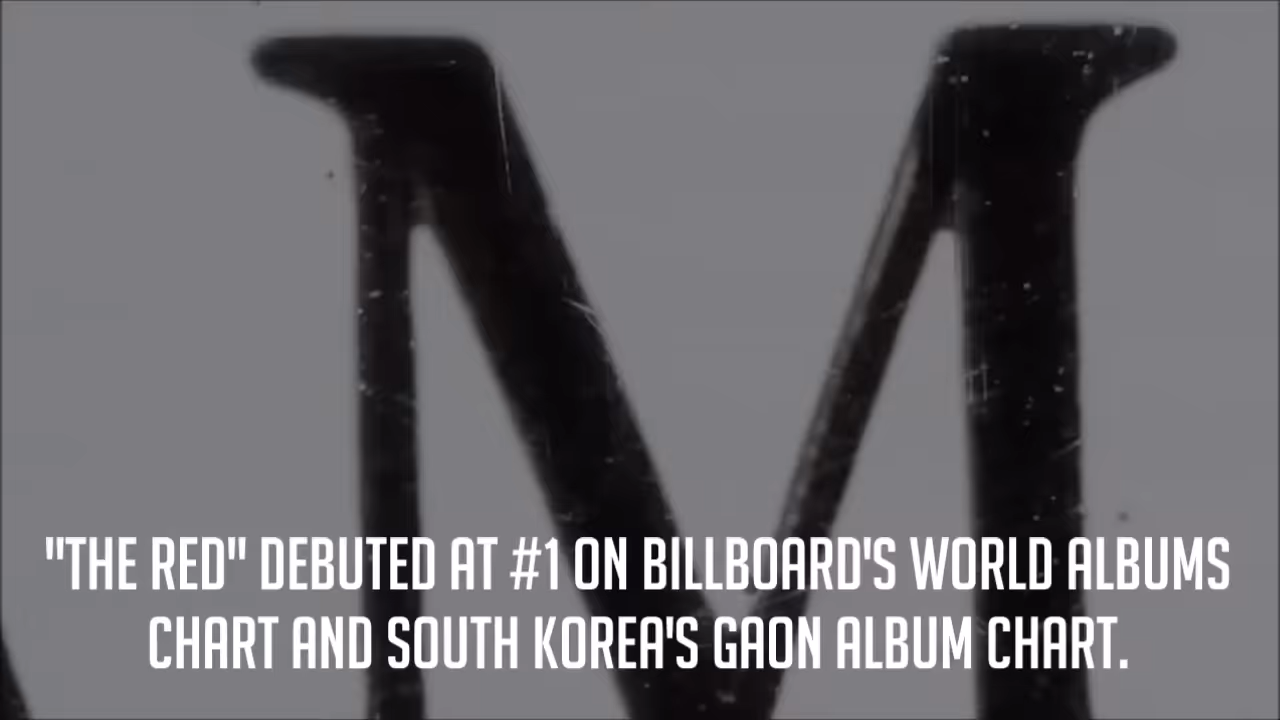 M
"THE RED" DEBUTED AT #1 ON BILLBOARD'S WORLD ALBUMS
CHART AND SOUTH KOREA'S GAON ALBUM CHART.